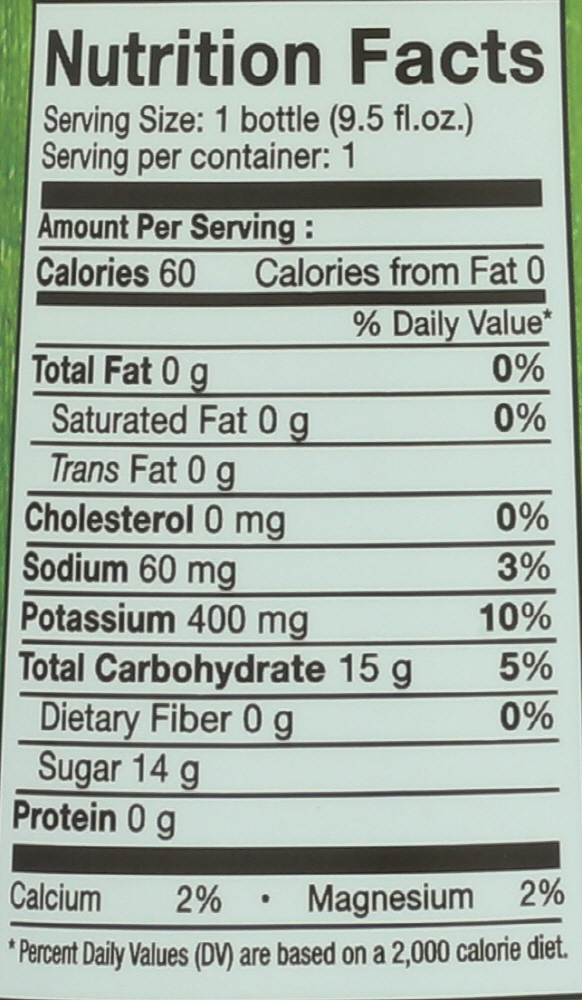 Nutrition Facts
Serving Size: 1 bottle (9.5 fl.oz.)
Serving per container: 1
Amount Per Serving :
Calories 60 Calories from Fat 0
% Daily Value*
Total Fat 0 g 0%
Saturated Fat 0 g 0%
Trans Fat 0 g
Cholesterol 0 mg 0%
Sodium 60 mg 3%
Potassium 400 mg 10%
Total Carbohydrate 15 g 5%
Dietary Fiber 0 g 0%
Sugar 14 g
Protein 0 g
Calcium 2% • Magnesium 2%
* Percent Daily Values (DV) are based on a 2,000 calorie diet.